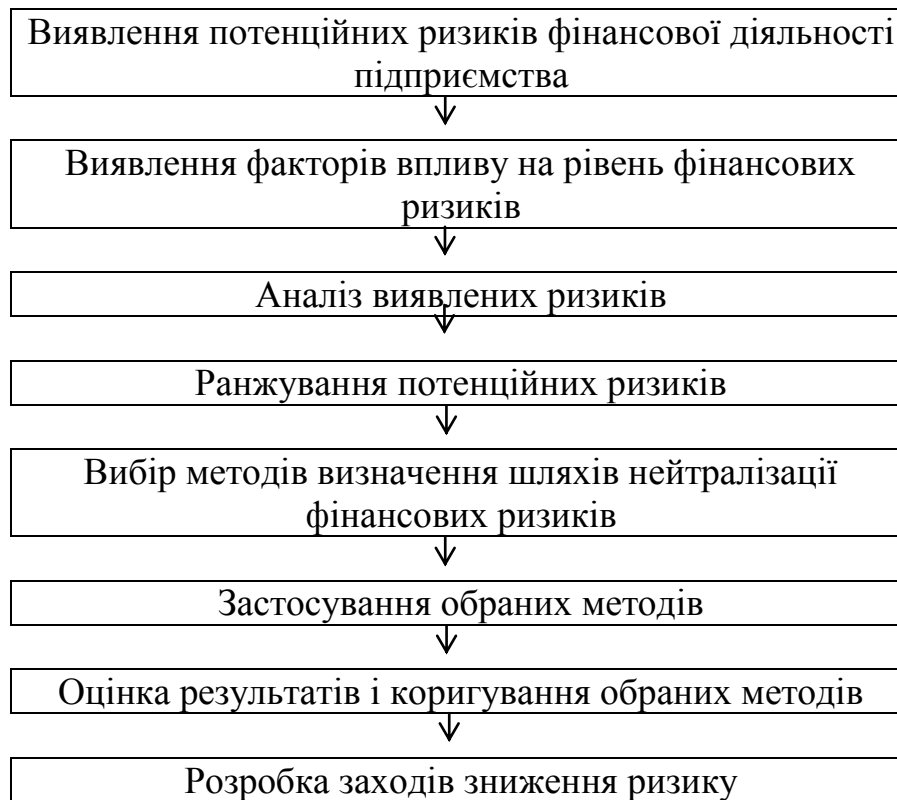 Виявлення потенційних ризиків фінансової діяльності
підприємства
Виявлення факторів впливу на рівень фінансових
ризиків
Аналіз виявлених ризиків
Ранжування потенційних ризиків
Вибір методів визначення шляхів нейтралізації
фінансових ризиків
Застосування обраних методів
Оцінка результатів і коригування обраних методів
Розробка заходів зниження ризику